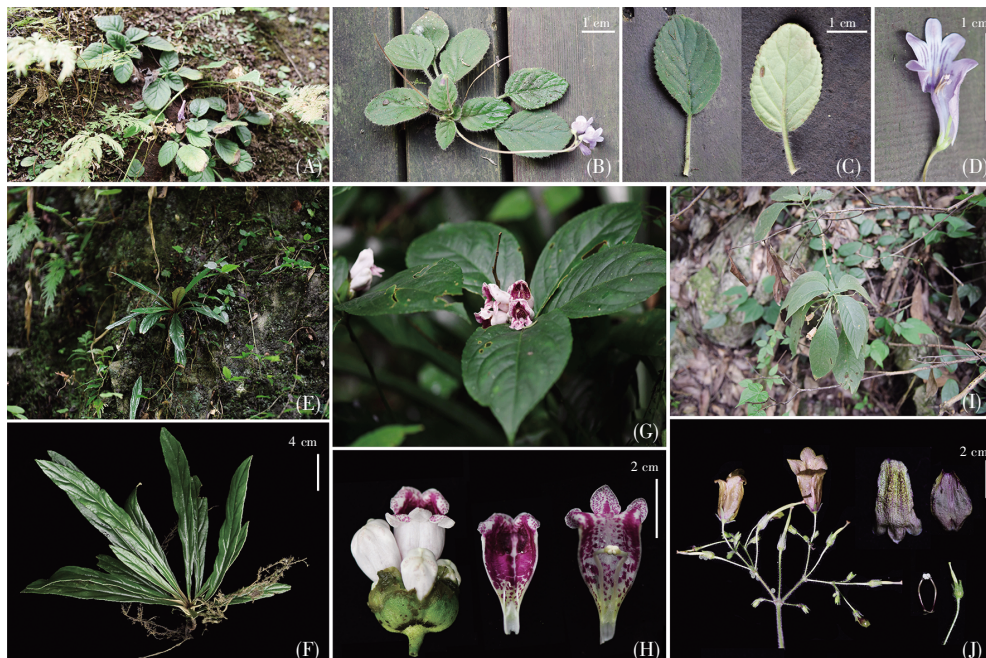 (A)
1 cm
(B)
1 cm
(C)
1 cm
(D)
(E)
(G)
(I)
4 cm
(F)
2 cm
(H)
2 cm
(J)